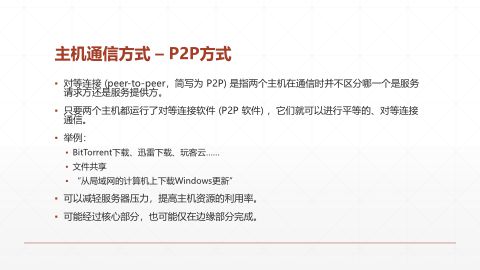 主机通信方式 – P2P方式
• 对等连接 (peer-to-peer，简写为 P2P) 是指两个主机在通信时并不区分哪一个是服务
请求方还是服务提供方。
• 只要两个主机都运行了对等连接软件 (P2P 软件) ，它们就可以进行平等的、对等连接
通信。
• 举例：
• BitTorrent下载、迅雷下载、玩客云......
• 文件共享
• “从局域网的计算机上下载Windows更新”
• 可以减轻服务器压力，提高主机资源的利用率。
• 可能经过核心部分，也可能仅在边缘部分完成。